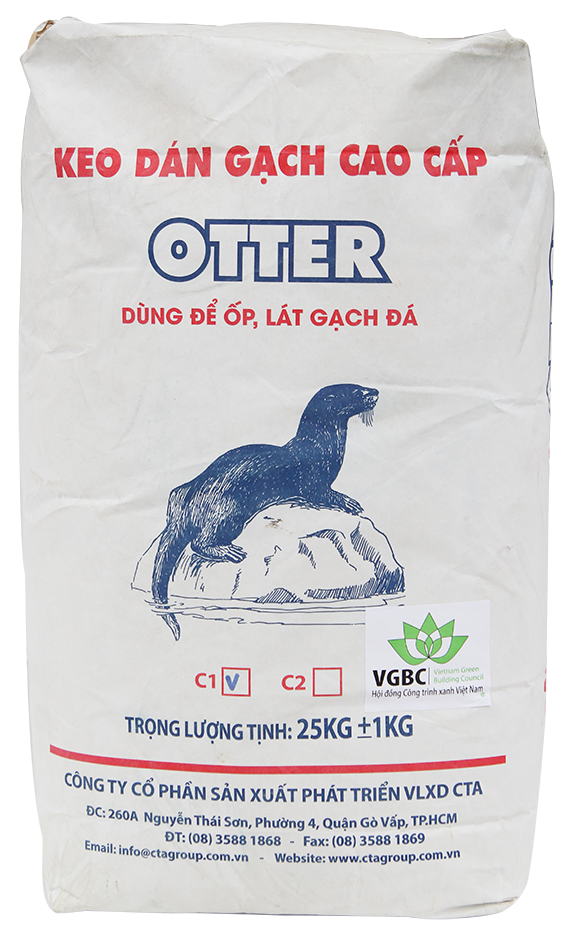 KEO DÁN GẠCH CAO CẤP
OTTER
DÙNG ĐỂ ỐP, LÁT GẠCH ĐÁ
C1 V C2
VGBC
Vietnam Green
Building Council
Hội đồng Công trình xanh Việt Nam
TRỌNG LƯỢNG TỊNH: 25KG ±1KG
CÔNG TY CỔ PHẦN SẢN XUẤT PHÁT TRIỂN VLXD CTA
ĐC: 260A Nguyễn Thái Sơn, Phường 4, Quận Gò Vấp, TP.HCM
ĐT: (08) 3588 1868 - Fax: (08) 3588 1869
Email: info@ctagroup.com.vn - Website: www.ctagroup.com.vn